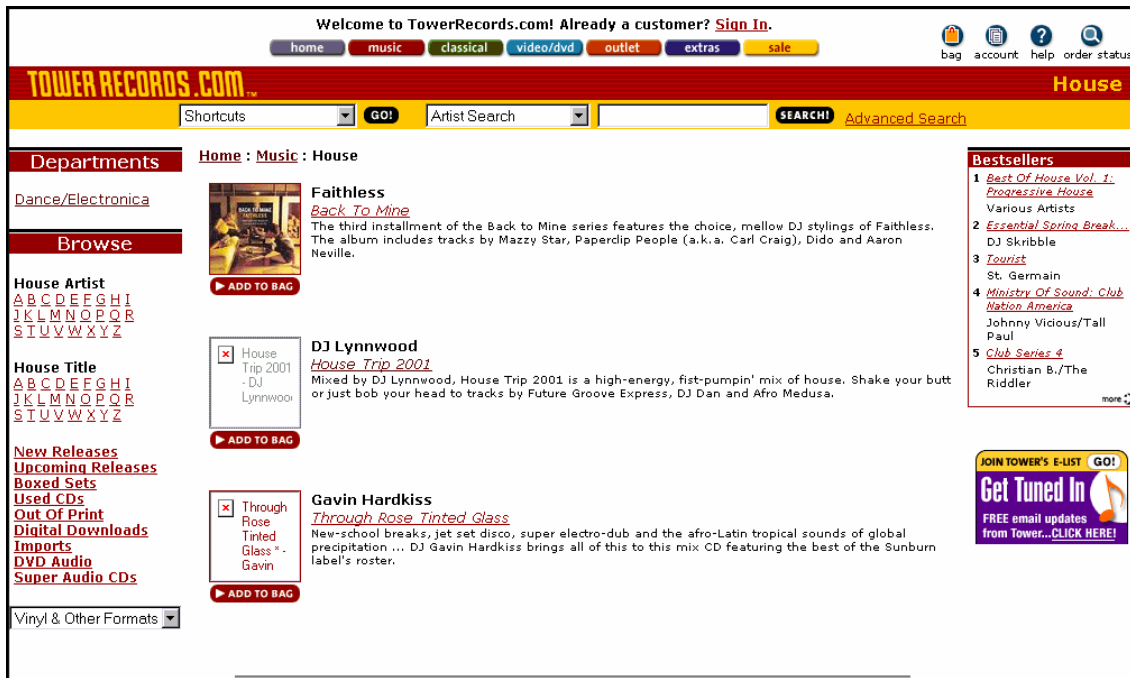 Welcome to TowerRecords.com! Already a customer? Sign In.
home music classical video/dvd outlet extras sale
bag account help order status
TOWER RECORDS.COM™
House
Shortcuts GO! Artist Search SEARCH! Advanced Search
Departments
Dance/Electronica
Browse
House Artist
A B C D E F G H I
J K L M N O P Q R
S T U V W X Y Z
House Title
A B C D E F G H I
J K L M N O P Q R
S T U V W X Y Z
New Releases
Upcoming Releases
Boxed Sets
Used CDs
Out Of Print
Digital Downloads
Imports
DVD Audio
Super Audio CDs
Vinyl & Other Formats
Home : Music : House
BACK TO MINE
FAITHLESS
Faithless
Back To Mine
The third installment of the Back to Mine series features the choice, mellow DJ stylings of Faithless.
The album includes tracks by Mazzy Star, Paperclip People (a.k.a. Carl Craig), Dido and Aaron
Neville.
ADD TO BAG
House
Trip 2001
- DJ
Lynnwood
DJ Lynnwood
House Trip 2001
Mixed by DJ Lynnwood, House Trip 2001 is a high-energy, fist-pumpin' mix of house. Shake your butt
or just bob your head to tracks by Future Groove Express, DJ Dan and Afro Medusa.
ADD TO BAG
Through
Rose
Tinted
Glass * -
Gavin
Gavin Hardkiss
Through Rose Tinted Glass
New-school breaks, jet set disco, super electro-dub and the afro-Latin tropical sounds of global
precipitation ... DJ Gavin Hardkiss brings all of this to this mix CD featuring the best of the Sunburn
label's roster.
ADD TO BAG
Bestsellers
1 Best Of House Vol. 1:
Progressive House
Various Artists
2 Essential Spring Break...
DJ Skribble
3 Tourist
St. Germain
4 Ministry Of Sound: Club
Nation America
Johnny Vicious/Tall
Paul
5 Club Series 4
Christian B./The
Riddler
more
JOIN TOWER'S E-LIST GO!
Get Tuned In
FREE email updates
from Tower...CLICK HERE!